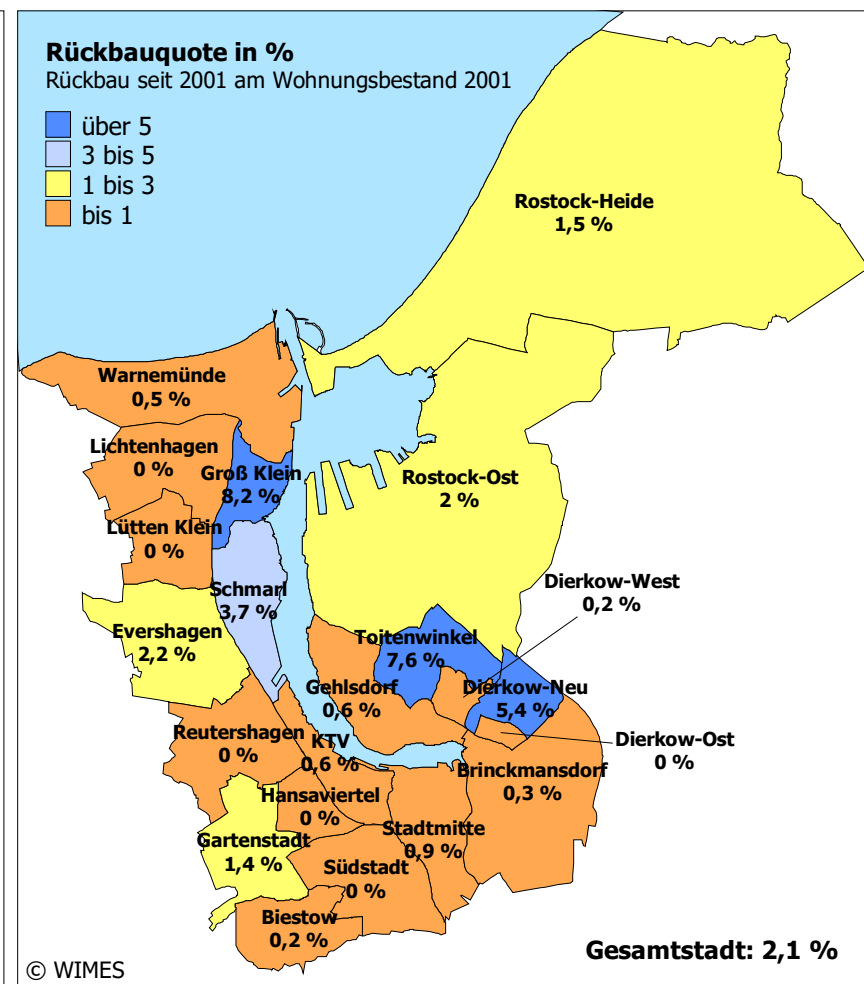 Rückbauquote in %
Rückbau seit 2001 am Wohnungsbestand 2001
über 5
3 bis 5
1 bis 3
bis 1
Rostock-Heide
1,5 %
Warnemünde
0,5 %
Lichtenhagen
0 %
Groß Klein
8,2 %
Rostock-Ost
2 %
Lütten Klein
0 %
Dierkow-West
0,2 %
Schmarl
3,7 %
Evershagen
2,2 %
Toitenwinkel
7,6 %
Gehlsdorf
0,6 %
Dierkow-Neu
5,4 %
Reutershagen
0 %
KTV
0,6 %
Dierkow-Ost
0 %
Brinckmansdorf
0,3 %
Hansaviertel
0 %
Stadtmitte
0,9 %
Gartenstadt
1,4 %
Südstadt
0 %
Biestow
0,2 %
Gesamtstadt: 2,1 %
© WIMES